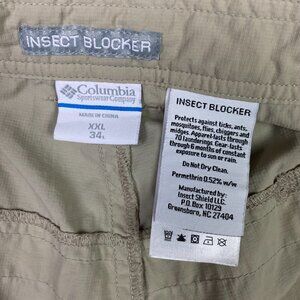 INSECT BLOCKER
Columbia
Sportswear Company
MADE IN CHINA
XXL
34
INSECT BLOCKER
Protects against ticks, ants,
mosquitoes, flies, chiggers and
midges. Apparel-lasts through
70 launderings. Gear-lasts
through 6 months of constant
exposure to sun or rain.
Do Not Dry Clean.
Permethrin 0.52% w/w
Manufactured by:
Insect Shield LLC.
P.O. Box 10129
Greensboro, NC 27404